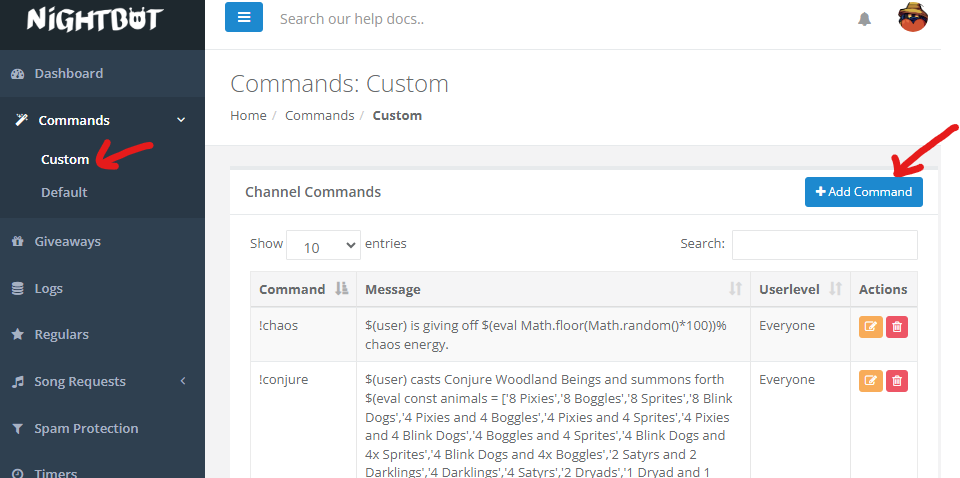 NIGHTBOT
Search our help docs..
Dashboard
Commands
Custom
Default
Giveaways
Logs
Regulars
Song Requests
Spam Protection
Timers
Commands: Custom
Home / Commands / Custom
Channel Commands
+ Add Command
Show 10 entries
Search:
Command Message Userlevel Actions
!chaos $(user) is giving off $(eval Math.floor(Math.random()*100))% Everyone
chaos energy.
!conjure $(user) casts Conjure Woodland Beings and summons forth Everyone
$(eval const animals = ['8 Pixies','8 Boggles','8 Sprites','8 Blink
Dogs','4 Pixies and 4 Boggles','4 Pixies and 4 Sprites','4 Pixies
and 4 Blink Dogs','4 Boggles and 4 Sprites','4 Blink Dogs and
4x Sprites','4 Blink Dogs and 4x Boggles','2 Satyrs and 2
Darklings','4 Darklings','4 Satyrs','2 Dryads','1 Dryad and 1